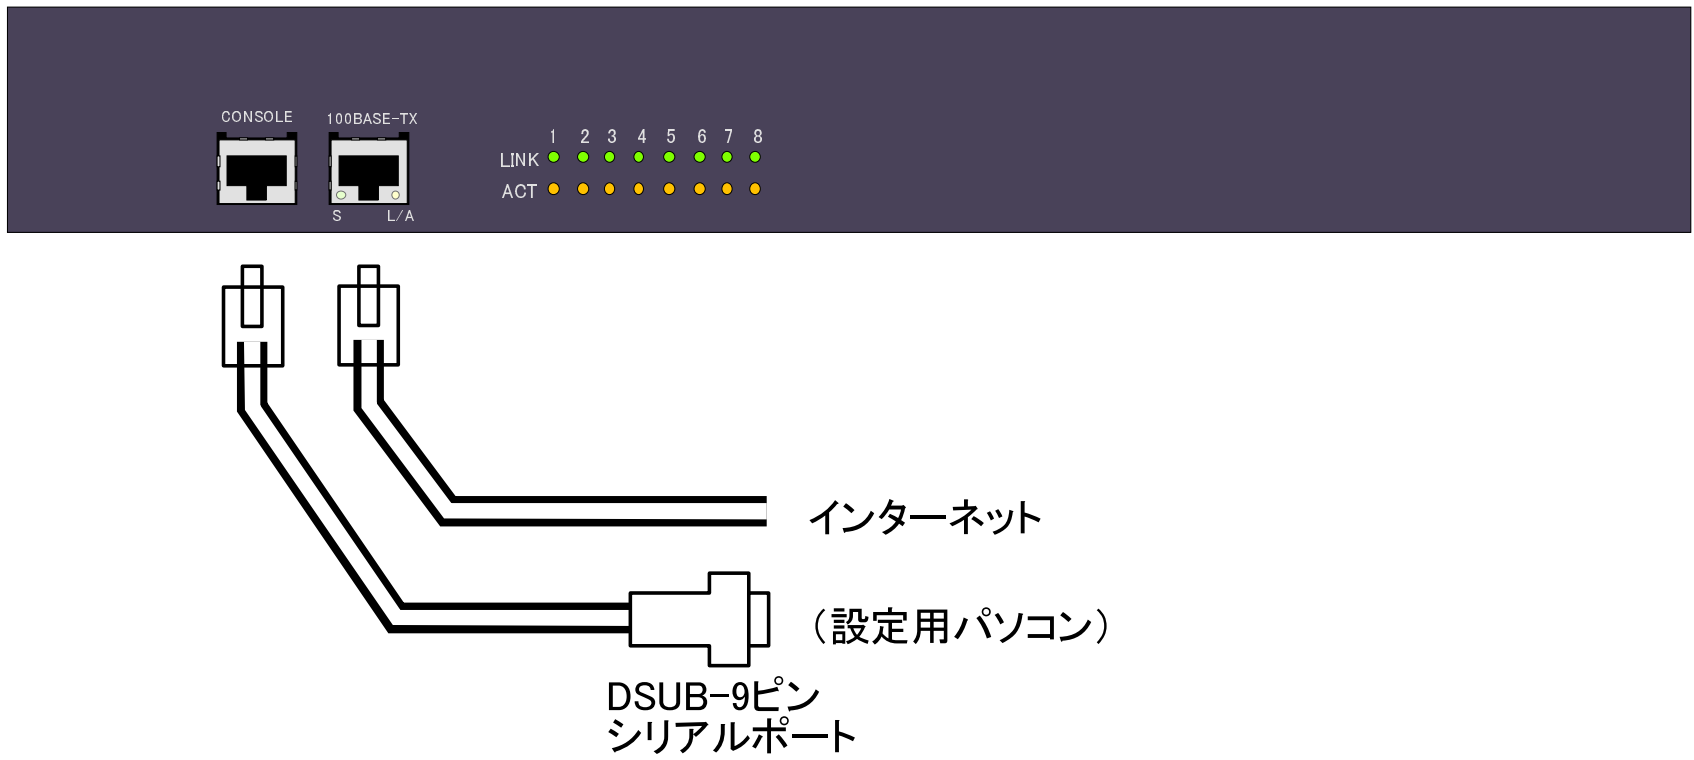 CONSOLE
100BASE-TX
1 2 3 4 5 6 7 8
LINK
ACT
S L/A
インターネット
（設定用パソコン）
DSUB-9ピン
シリアルポート